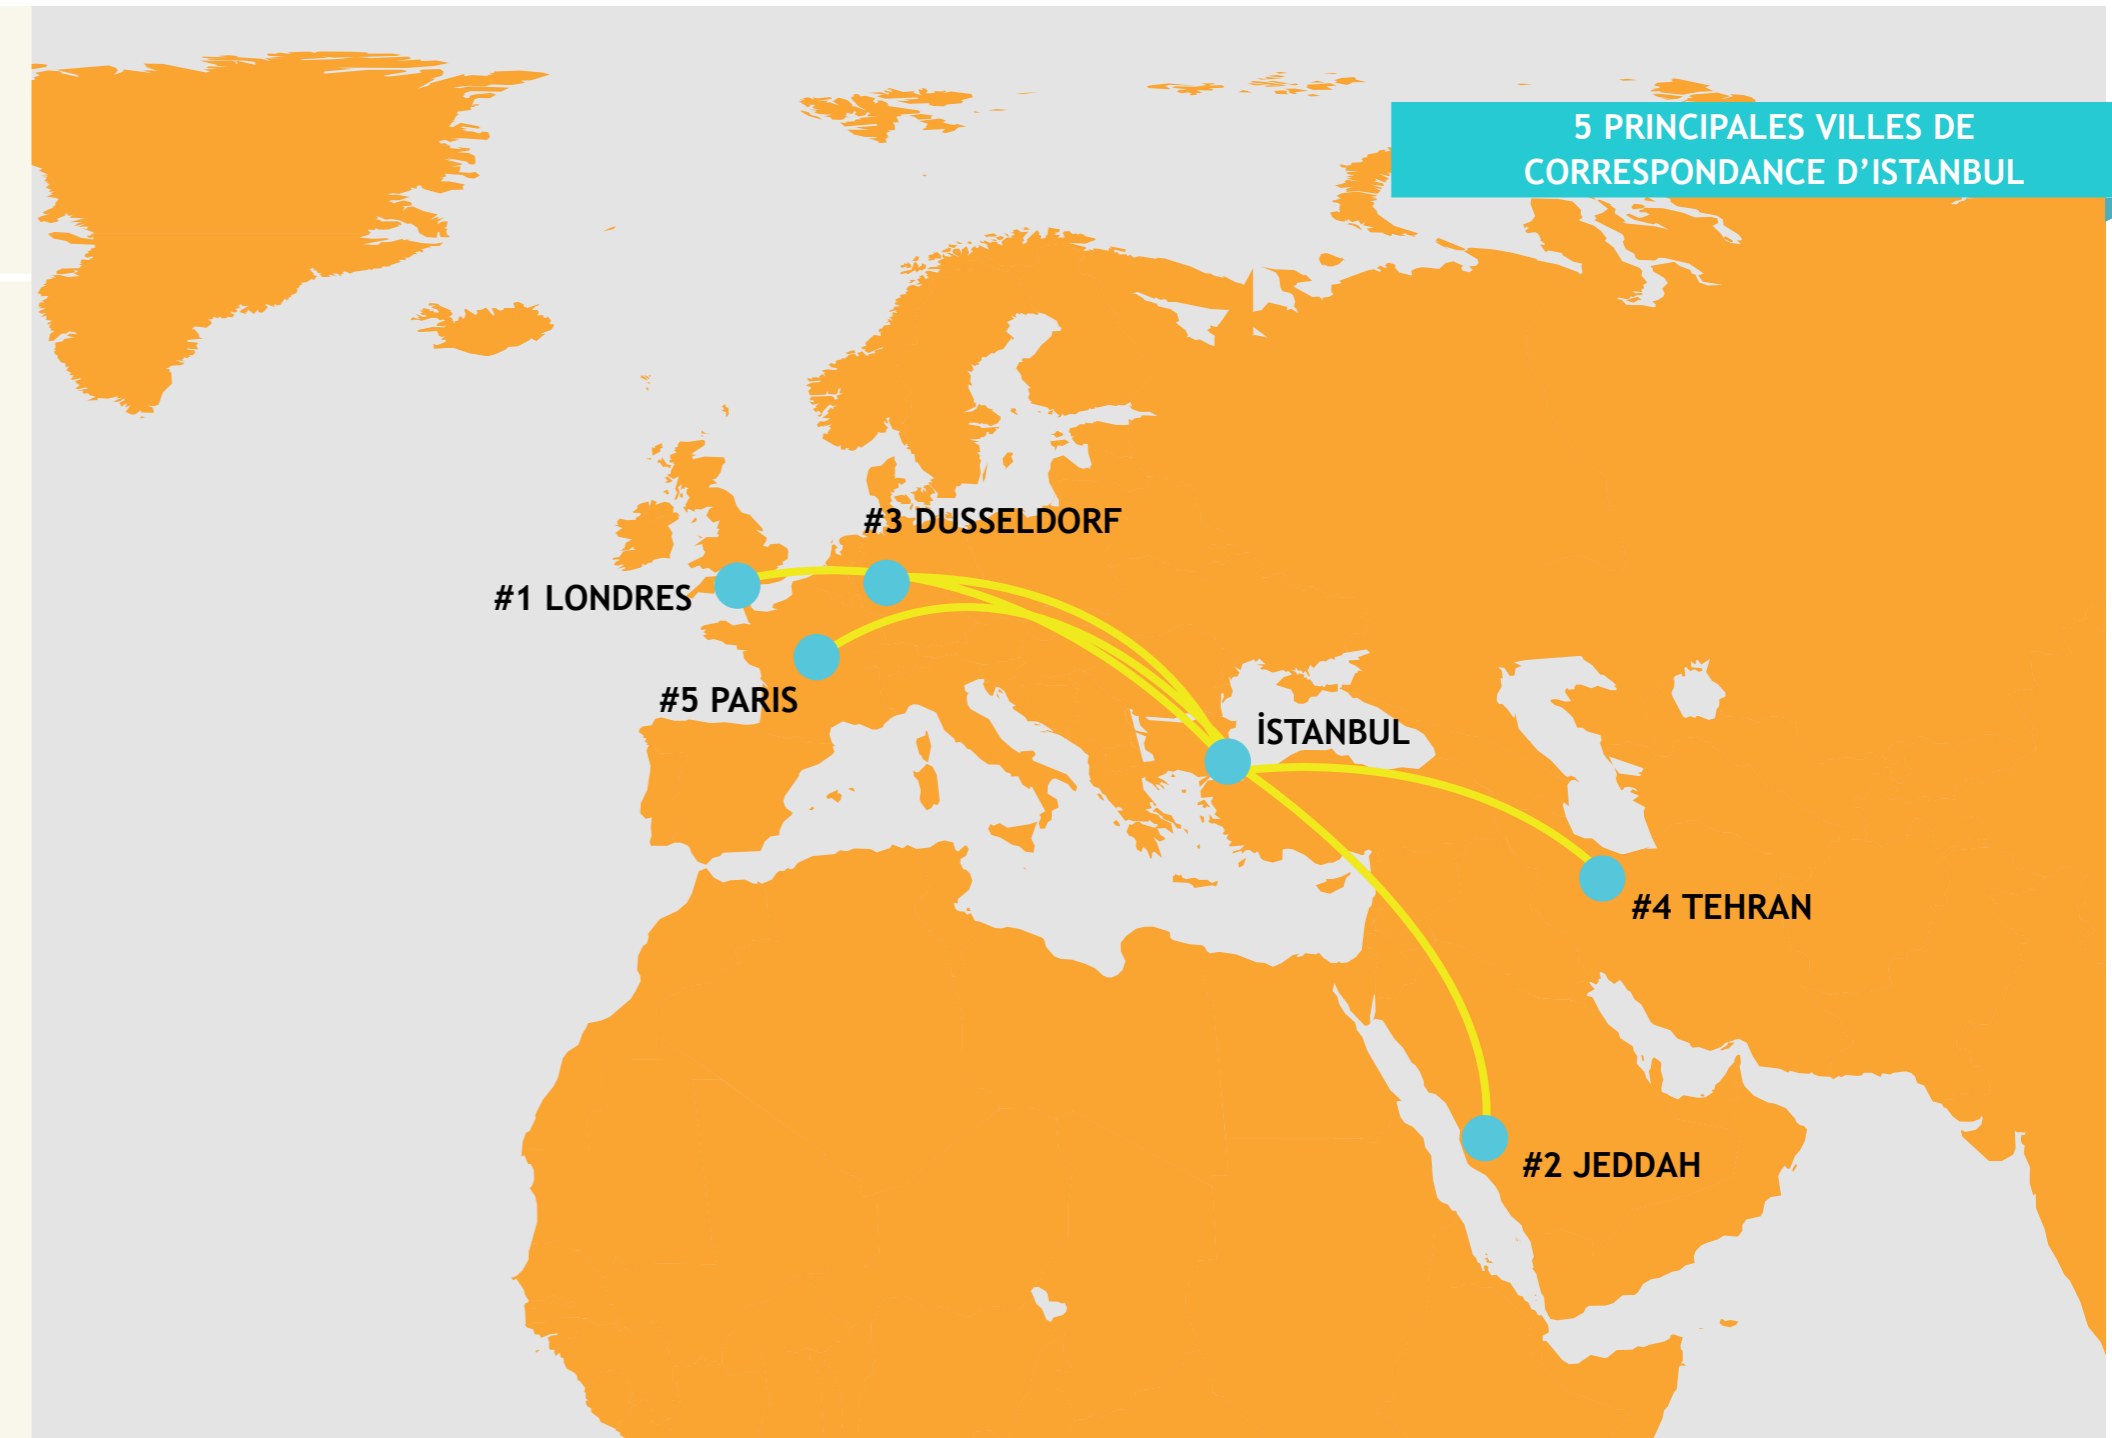 5 PRINCIPALES VILLES DE
CORRESPONDANCE D’ISTANBUL
#3 DUSSELDORF
#1 LONDRES
#5 PARIS
İSTANBUL
#4 TEHRAN
#2 JEDDAH